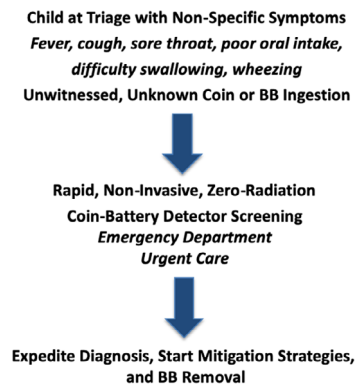 Child at Triage with Non-Specific Symptoms
Fever, cough, sore throat, poor oral intake,
difficulty swallowing, wheezing
Unwitnessed, Unknown Coin or BB Ingestion
Rapid, Non-Invasive, Zero-Radiation
Coin-Battery Detector Screening
Emergency Department
Urgent Care
Expedite Diagnosis, Start Mitigation Strategies,
and BB Removal